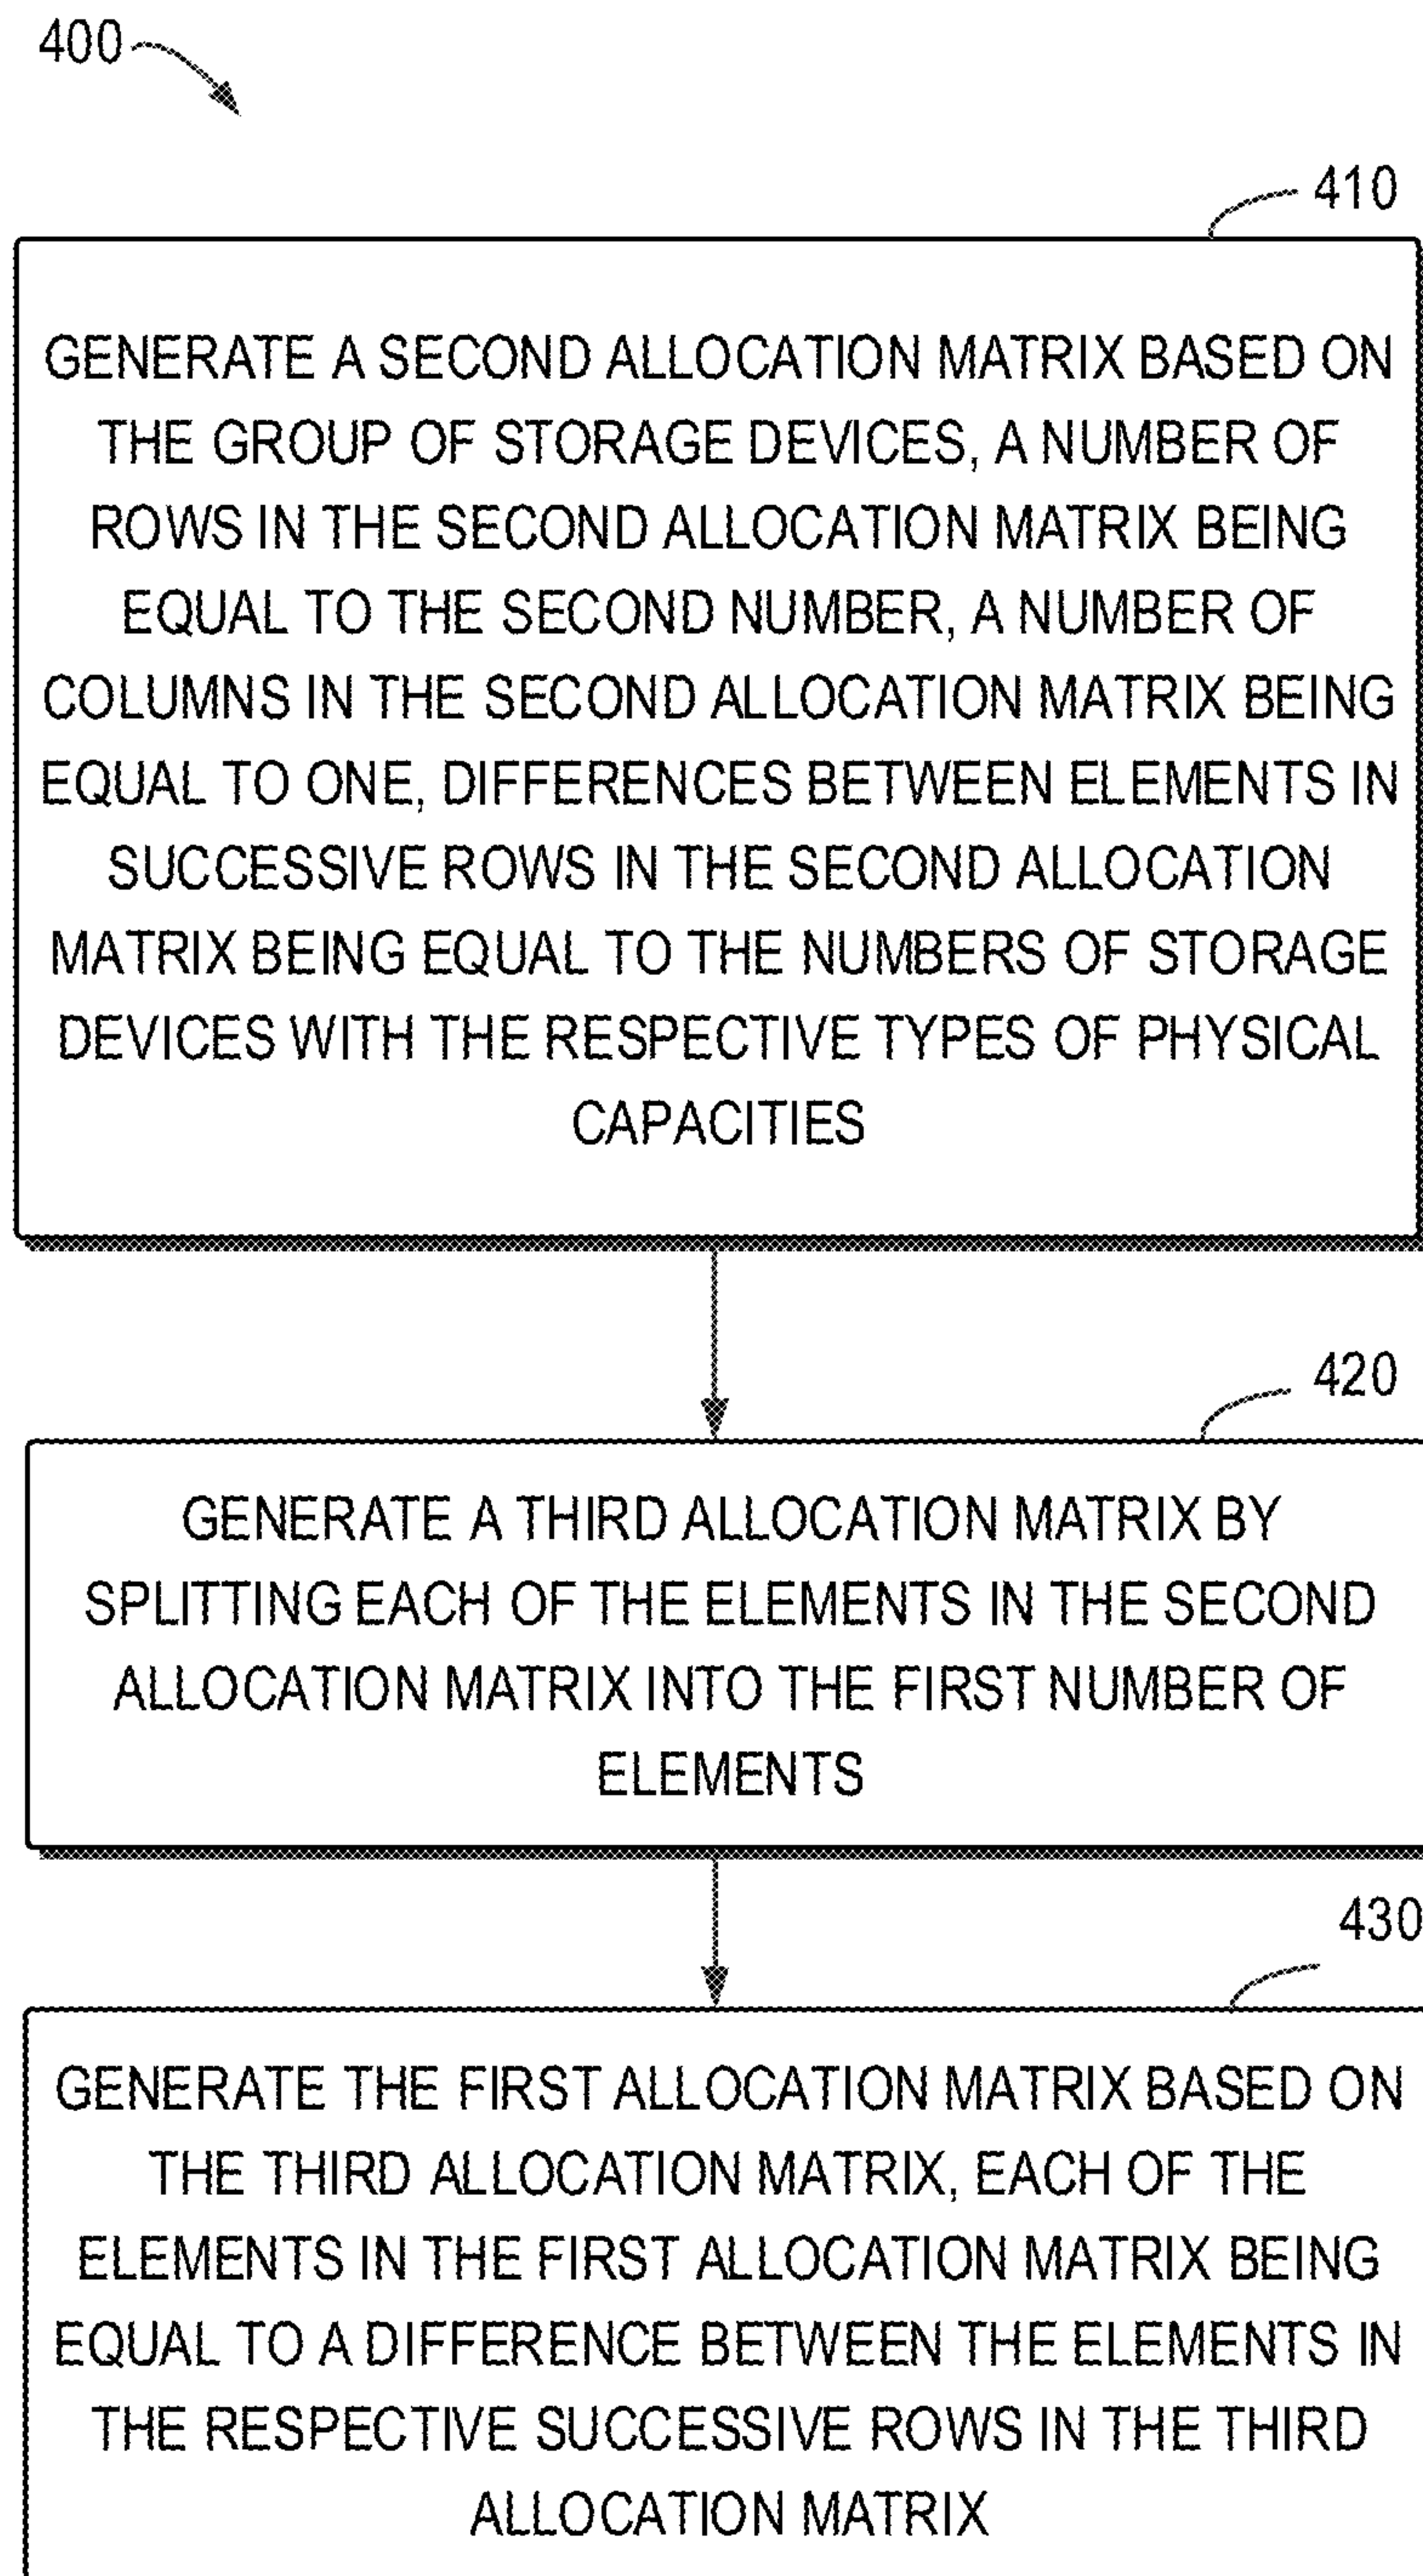 400
410
GENERATE A SECOND ALLOCATION MATRIX BASED ON
THE GROUP OF STORAGE DEVICES, A NUMBER OF
ROWS IN THE SECOND ALLOCATION MATRIX BEING
EQUAL TO THE SECOND NUMBER, A NUMBER OF
COLUMNS IN THE SECOND ALLOCATION MATRIX BEING
EQUAL TO ONE, DIFFERENCES BETWEEN ELEMENTS IN
SUCCESSIVE ROWS IN THE SECOND ALLOCATION
MATRIX BEING EQUAL TO THE NUMBERS OF STORAGE
DEVICES WITH THE RESPECTIVE TYPES OF PHYSICAL
CAPACITIES
420
GENERATE A THIRD ALLOCATION MATRIX BY
SPLITTING EACH OF THE ELEMENTS IN THE SECOND
ALLOCATION MATRIX INTO THE FIRST NUMBER OF
ELEMENTS
430
GENERATE THE FIRST ALLOCATION MATRIX BASED ON
THE THIRD ALLOCATION MATRIX, EACH OF THE
ELEMENTS IN THE FIRST ALLOCATION MATRIX BEING
EQUAL TO A DIFFERENCE BETWEEN THE ELEMENTS IN
THE RESPECTIVE SUCCESSIVE ROWS IN THE THIRD
ALLOCATION MATRIX